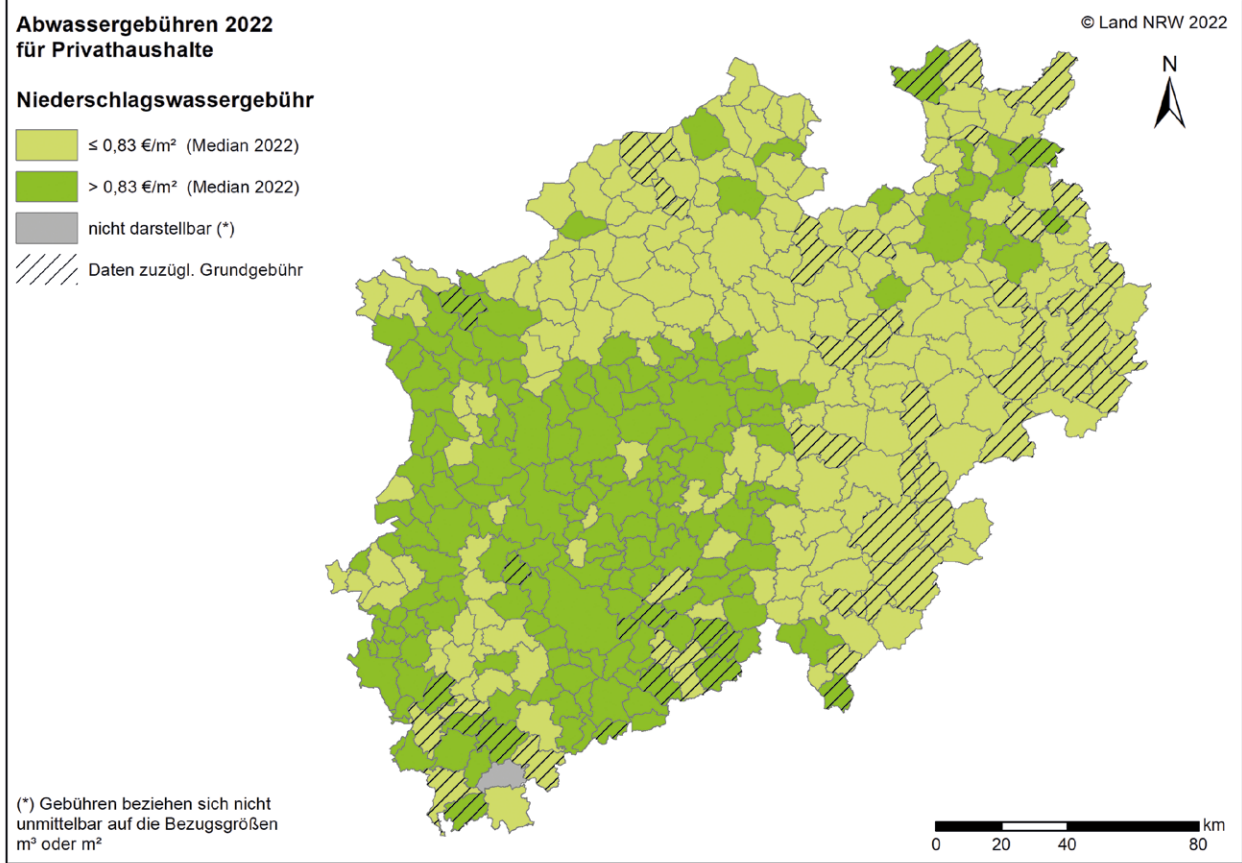 Abwassergebühren 2022
für Privathaushalte
© Land NRW 2022
N
Niederschlagswassergebühr
≤ 0,83 €/m² (Median 2022)
> 0,83 €/m² (Median 2022)
nicht darstellbar (*)
Daten zuzügl. Grundgebühr
(*) Gebühren beziehen sich nicht
unmittelbar auf die Bezugsgrößen
m³ oder m²
km
0 20 40 80